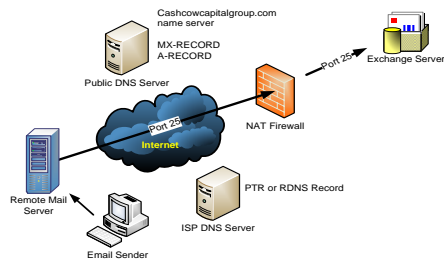 Cashcowcapitalgroup.com
name server
MX-RECORD
A-RECORD
Public DNS Server
Port 25
Exchange Server
NAT Firewall
Port 25
Internet
Remote Mail
Server
PTR or RDNS Record
ISP DNS Server
Email Sender